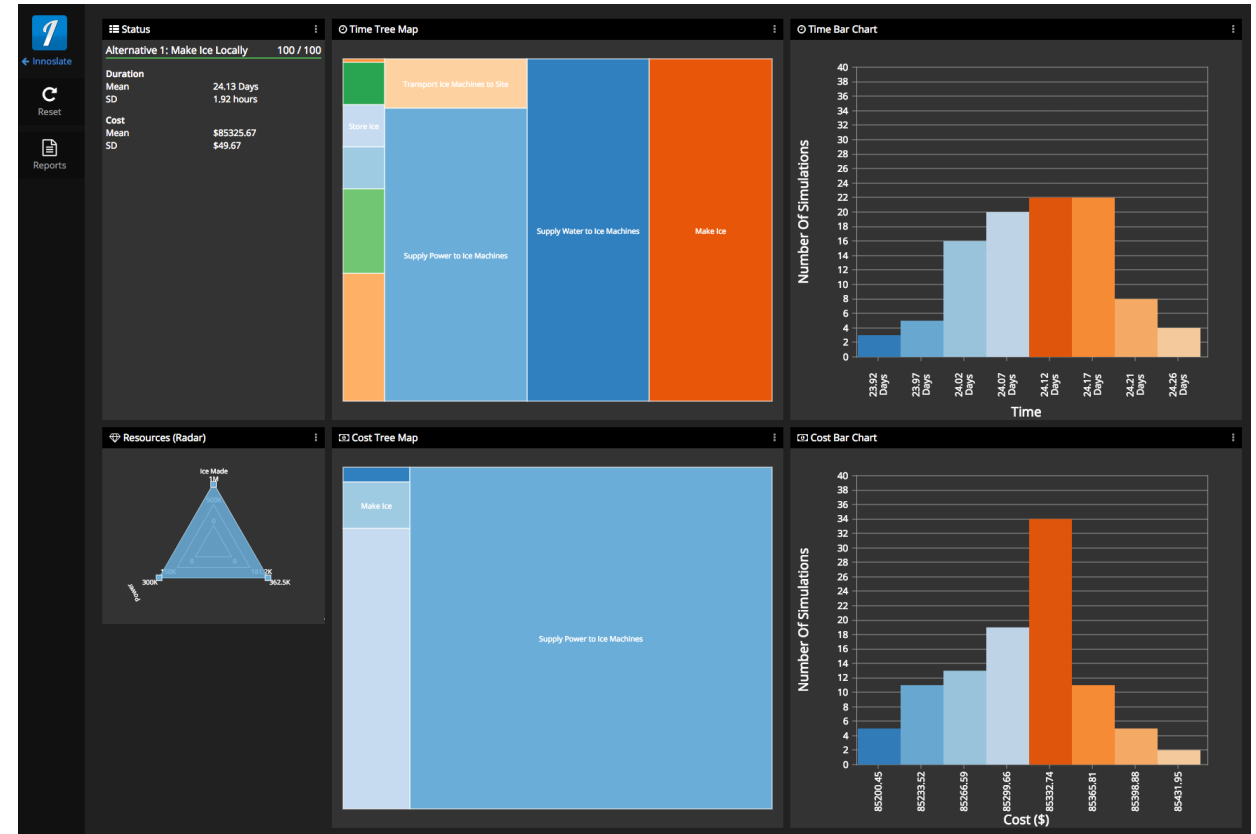 Innoslate
Reset
Reports
Status
Alternative 1: Make Ice Locally 100 / 100
Duration
Mean 24.13 Days
SD 1.92 hours
Cost
Mean $85325.67
SD $49.67
Time Tree Map
Transport Ice Machines to Site
Store Ice
Supply Power to Ice Machines
Supply Water to Ice Machines
Make Ice
Time Bar Chart
Number Of Simulations
40
38
36
34
32
30
28
26
24
22
20
18
16
14
12
10
8
6
4
2
0
23.92 Days
23.97 Days
24.02 Days
24.07 Days
24.12 Days
24.17 Days
24.21 Days
24.26 Days
Time
Resources (Radar)
Ice Made
1M
0
0
0
300K
362.5K
Power
Cost Tree Map
Make Ice
Supply Power to Ice Machines
Cost Bar Chart
Number Of Simulations
40
38
36
34
32
30
28
26
24
22
20
18
16
14
12
10
8
6
4
2
0
85200.45
85233.52
85266.59
85299.66
85332.74
85365.81
85398.88
85431.95
Cost ($)